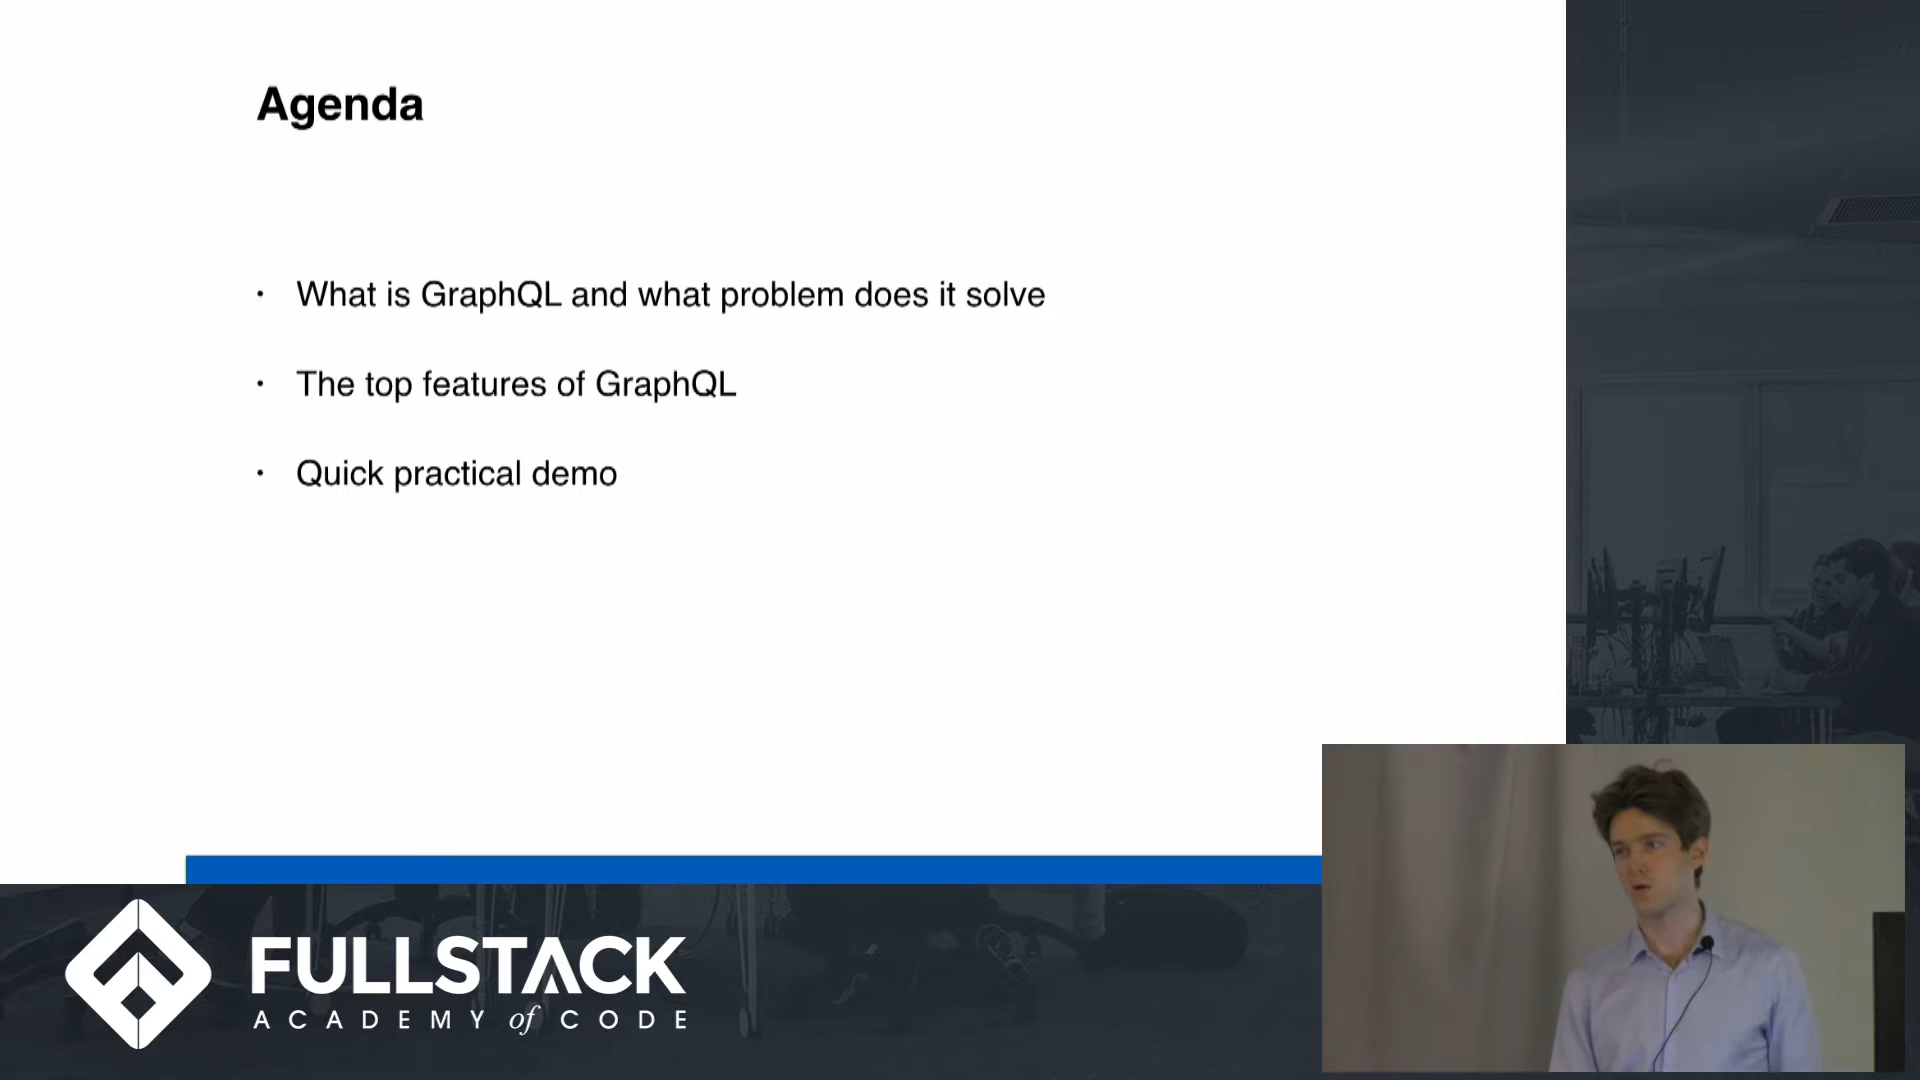 Agenda
• What is GraphQL and what problem does it solve
• The top features of GraphQL
• Quick practical demo
FULLSTACK
ACADEMY of CODE